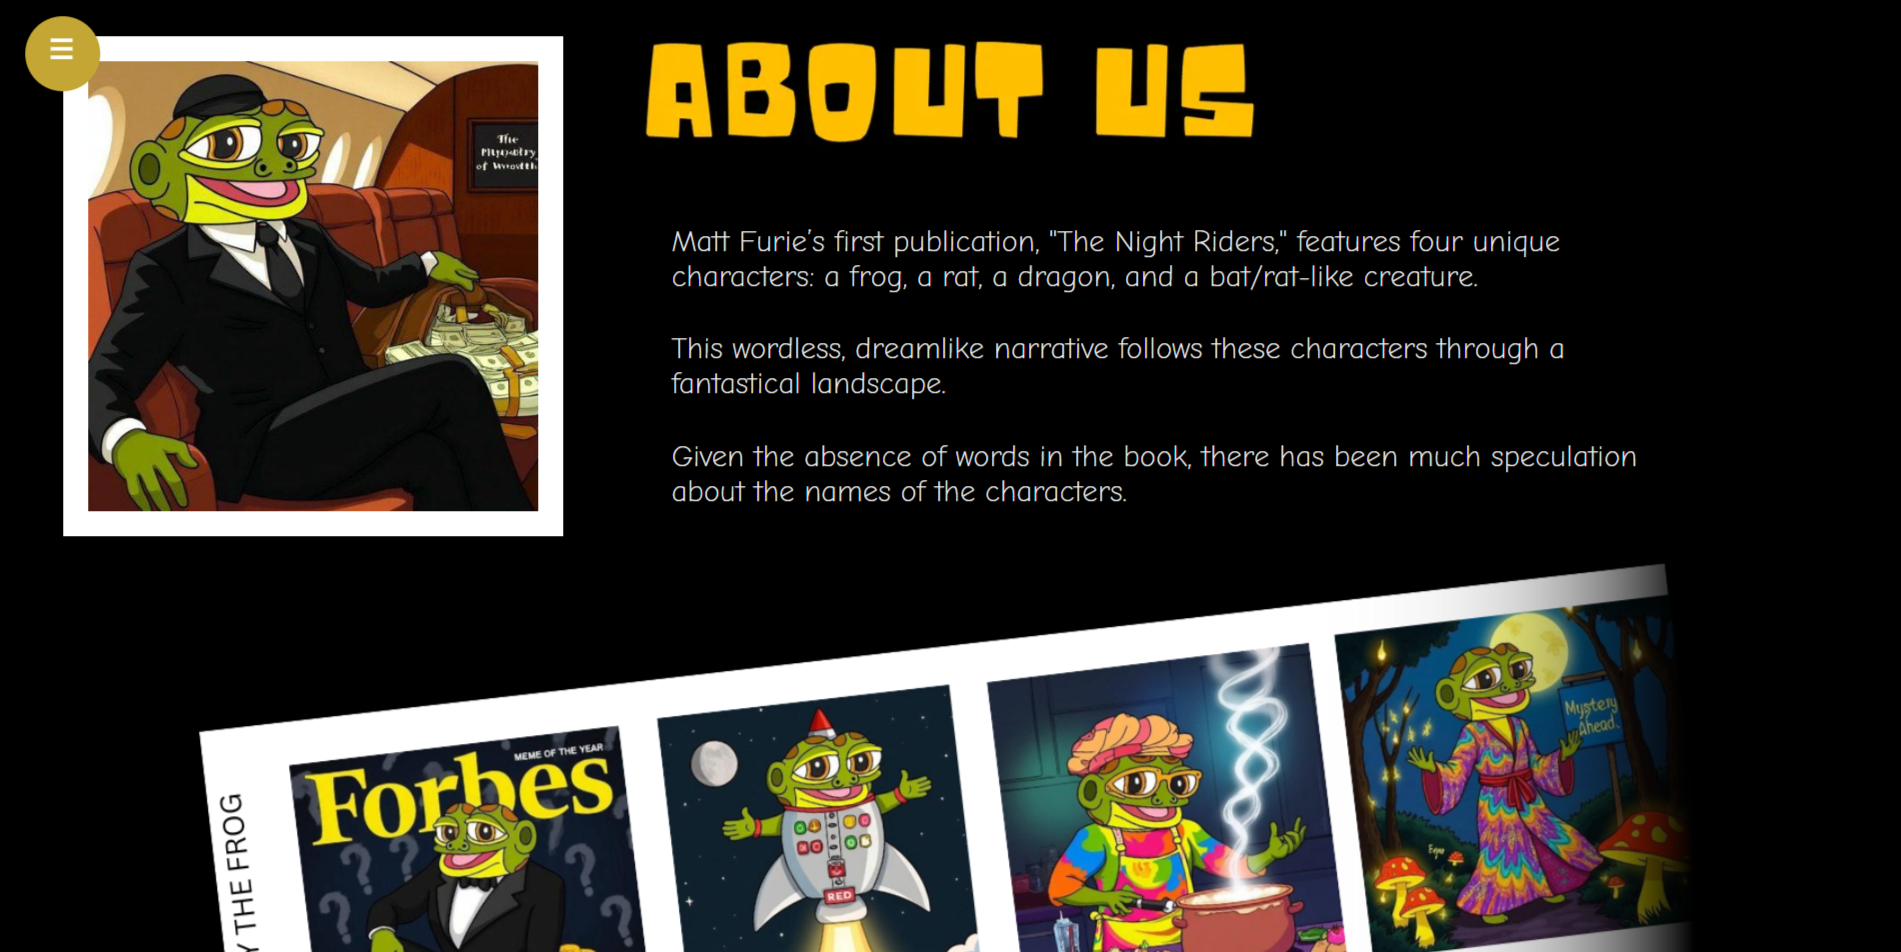 ABOUT US
The
Matt Furie's first publication, "The Night Riders," features four unique
characters: a frog, a rat, a dragon, and a bat/rat-like creature.
This wordless, dreamlike narrative follows these characters through a
fantastical landscape.
Given the absence of words in the book, there has been much speculation
about the names of the characters.
THE FROG
MEME OF THE YEAR
Forbes
RED
Mystery
Ahead.